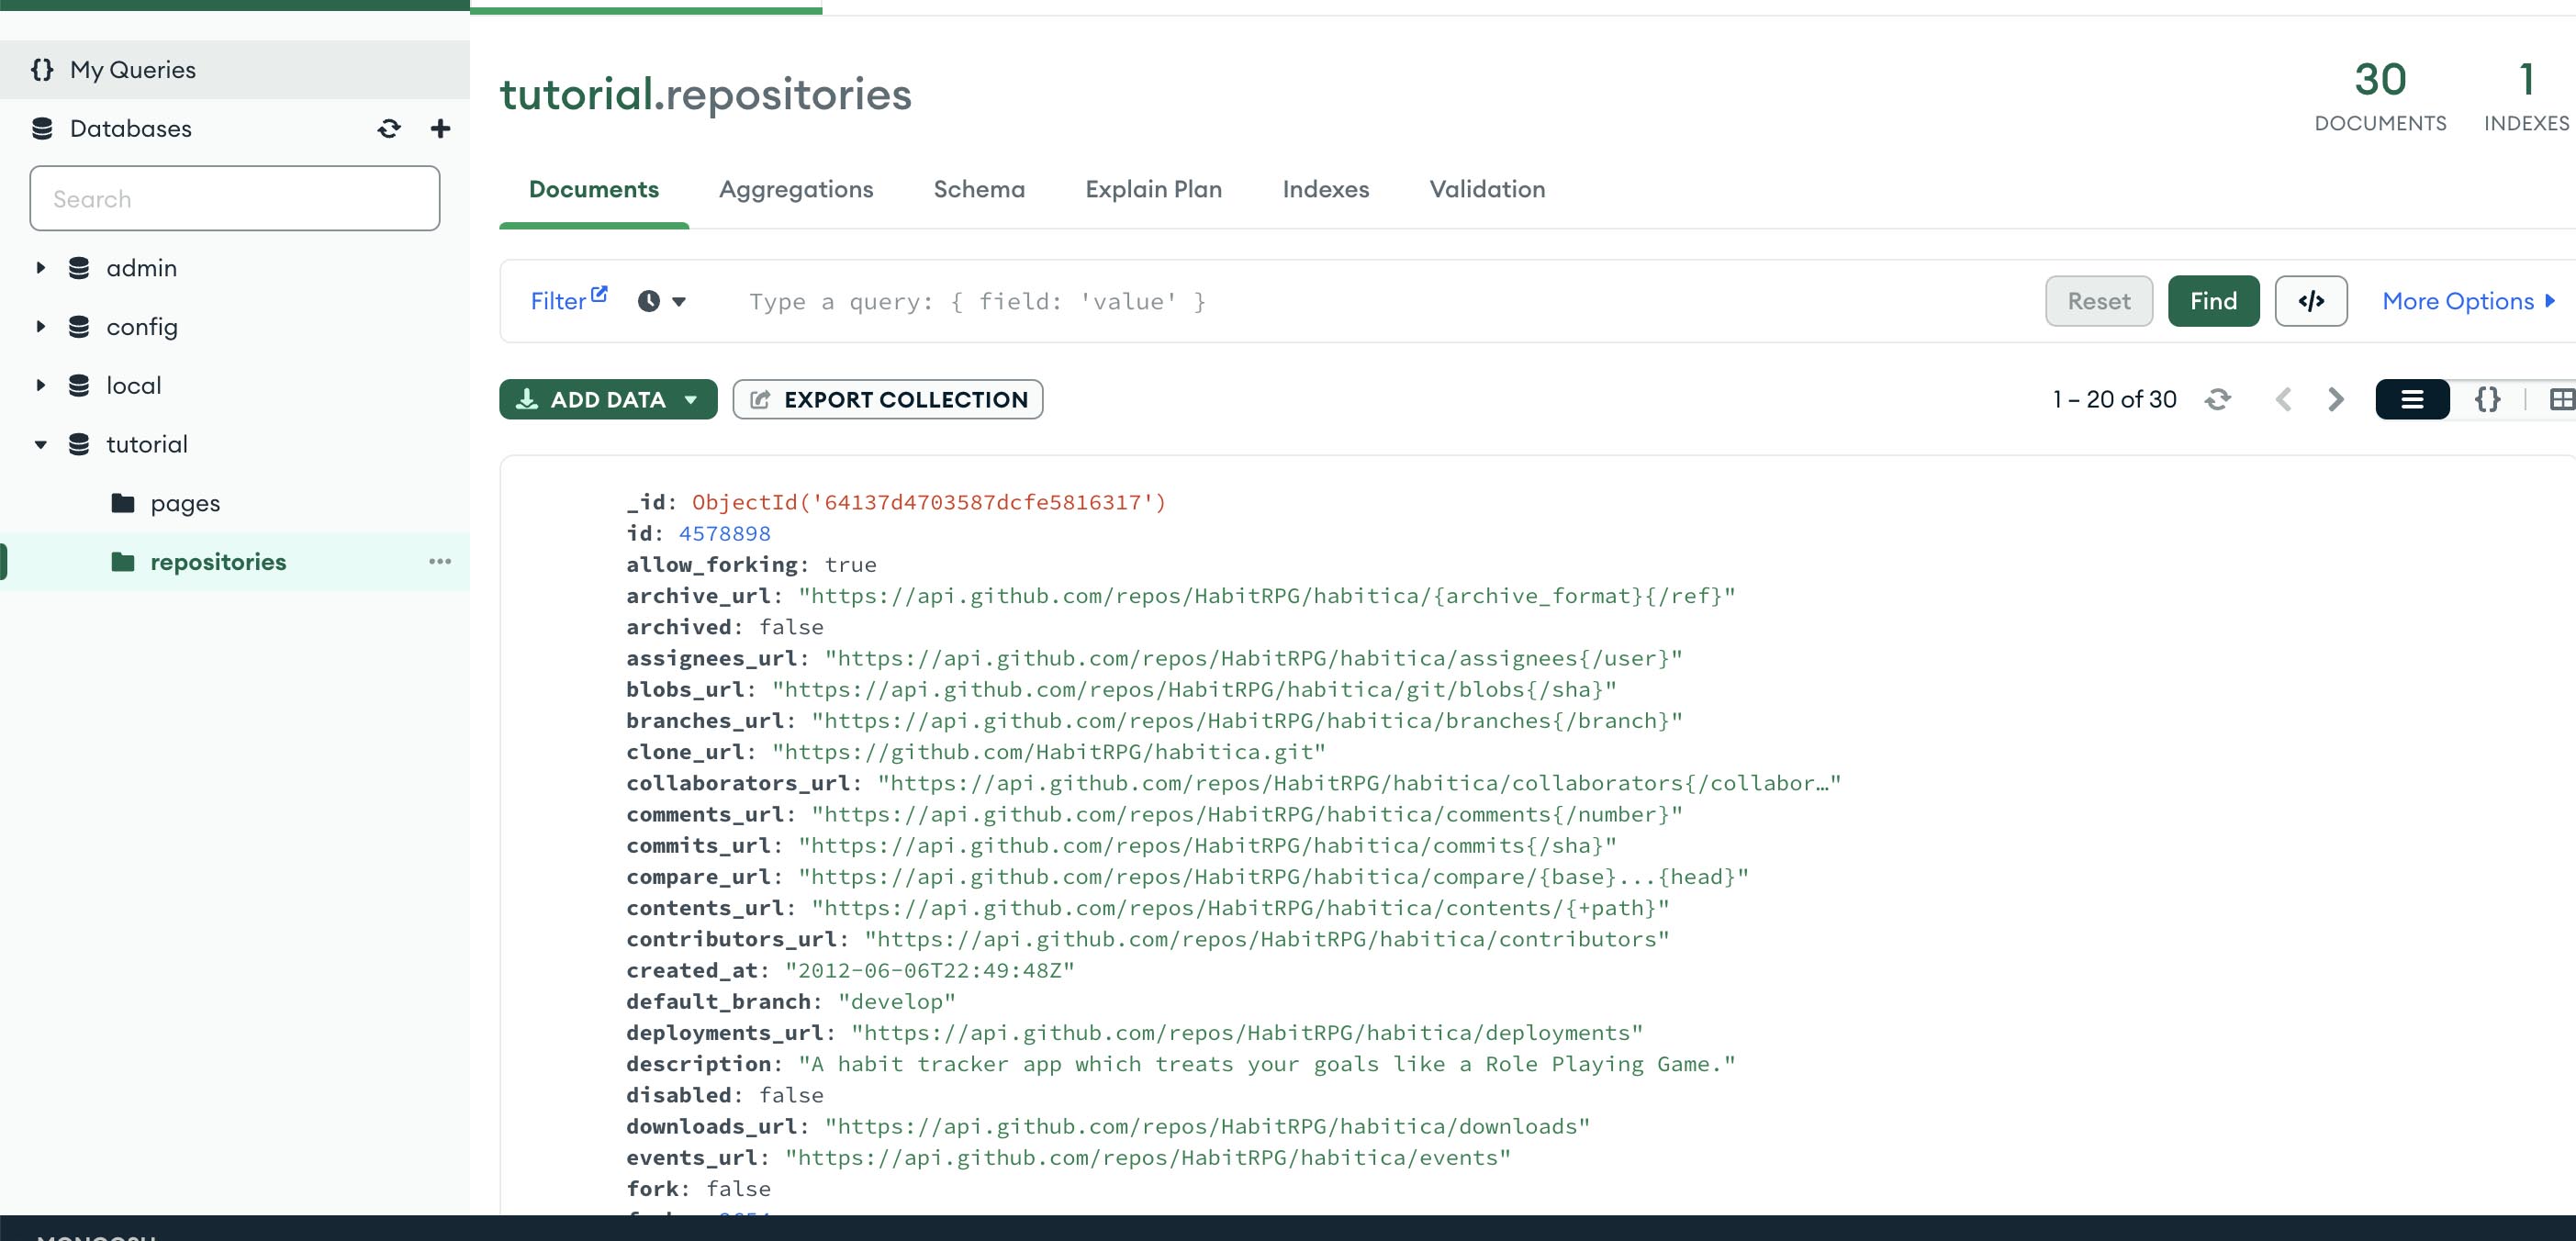 My Queries
Databases
Search
admin
config
local
tutorial
pages
repositories
tutorial.repositories
30
DOCUMENTS
1
INDEXES
Documents Aggregations Schema Explain Plan Indexes Validation
Filter Type a query: { field: 'value' } Reset Find </> More Options
ADD DATA EXPORT COLLECTION 1 – 20 of 30 {}
_id: ObjectId('64137d4703587dcfe5816317')
id: 4578898
allow_forking: true
archive_url: "https://api.github.com/repos/HabitRPG/habitica/{archive_format}{/ref}"
archived: false
assignees_url: "https://api.github.com/repos/HabitRPG/habitica/assignees{/user}"
blobs_url: "https://api.github.com/repos/HabitRPG/habitica/git/blobs{/sha}"
branches_url: "https://api.github.com/repos/HabitRPG/habitica/branches{/branch}"
clone_url: "https://github.com/HabitRPG/habitica.git"
collaborators_url: "https://api.github.com/repos/HabitRPG/habitica/collaborators{/collabor…"
comments_url: "https://api.github.com/repos/HabitRPG/habitica/comments{/number}"
commits_url: "https://api.github.com/repos/HabitRPG/habitica/commits{/sha}"
compare_url: "https://api.github.com/repos/HabitRPG/habitica/compare/{base}...{head}"
contents_url: "https://api.github.com/repos/HabitRPG/habitica/contents/{+path}"
contributors_url: "https://api.github.com/repos/HabitRPG/habitica/contributors"
created_at: "2012-06-06T22:49:48Z"
default_branch: "develop"
deployments_url: "https://api.github.com/repos/HabitRPG/habitica/deployments"
description: "A habit tracker app which treats your goals like a Role Playing Game."
disabled: false
downloads_url: "https://api.github.com/repos/HabitRPG/habitica/downloads"
events_url: "https://api.github.com/repos/HabitRPG/habitica/events"
fork: false